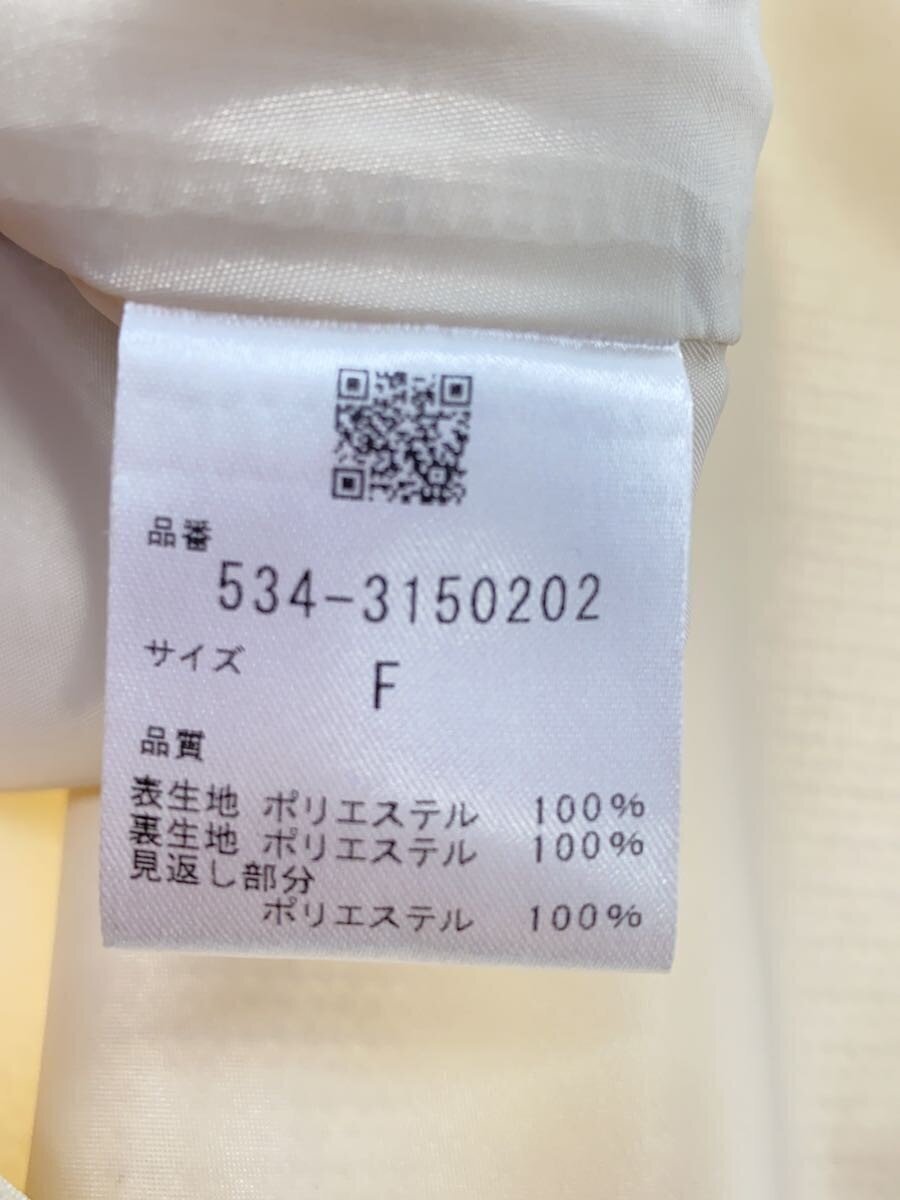 品番
534-3150202
サイズ
F
品質
表生地 ポリエステル 100%
裏生地 ポリエステル 100%
見返し部分
ポリエステル 100%